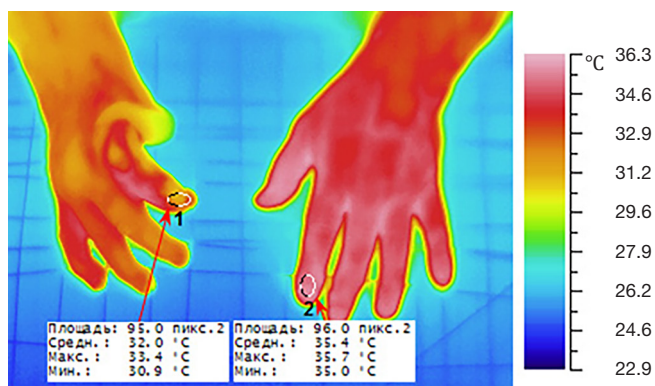 °C
36.3
34.6
32.9
31.2
29.6
27.9
26.2
24.6
22.9
1
2
Площадь: 95.0 пикс.2
Средн.: 32.0 °C
Макс.: 33.4 °C
Мин.: 30.9 °C
Площадь: 96.0 пикс.2
Средн.: 35.4 °C
Макс.: 35.7 °C
Мин.: 35.0 °C